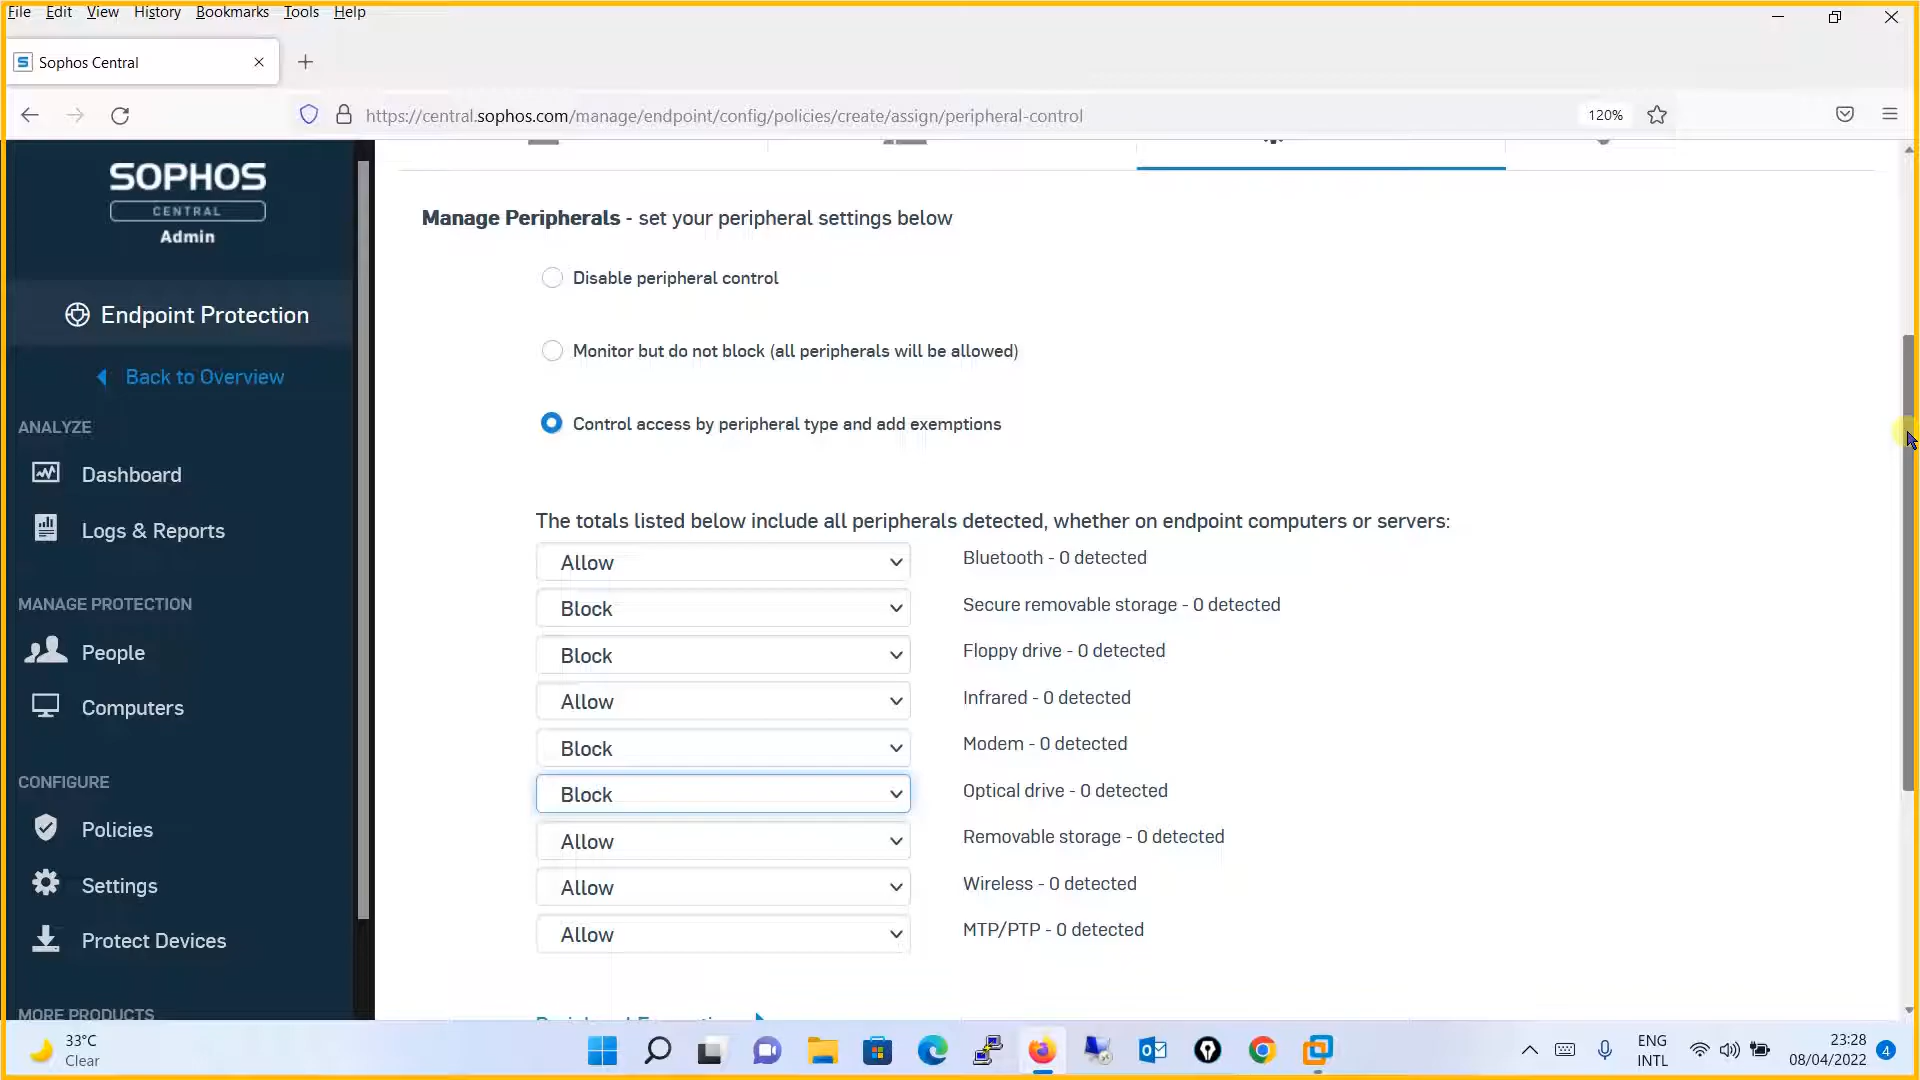 File Edit View History Bookmarks Tools Help
S Sophos Central
https://central.sophos.com/manage/endpoint/config/policies/create/assign/peripheral-control
120%
SOPHOS
CENTRAL
Admin
Endpoint Protection
Back to Overview
ANALYZE
Dashboard
Logs & Reports
MANAGE PROTECTION
People
Computers
CONFIGURE
Policies
Settings
Protect Devices
MORE PRODUCTS
Manage Peripherals - set your peripheral settings below
Disable peripheral control
Monitor but do not block (all peripherals will be allowed)
Control access by peripheral type and add exemptions
The totals listed below include all peripherals detected, whether on endpoint computers or servers:
Allow Bluetooth - 0 detected
Block Secure removable storage - 0 detected
Block Floppy drive - 0 detected
Allow Infrared - 0 detected
Block Modem - 0 detected
Block Optical drive - 0 detected
Allow Removable storage - 0 detected
Allow Wireless - 0 detected
Allow MTP/PTP - 0 detected
33°C
Clear
ENG
INTL
23:28
08/04/2022
4